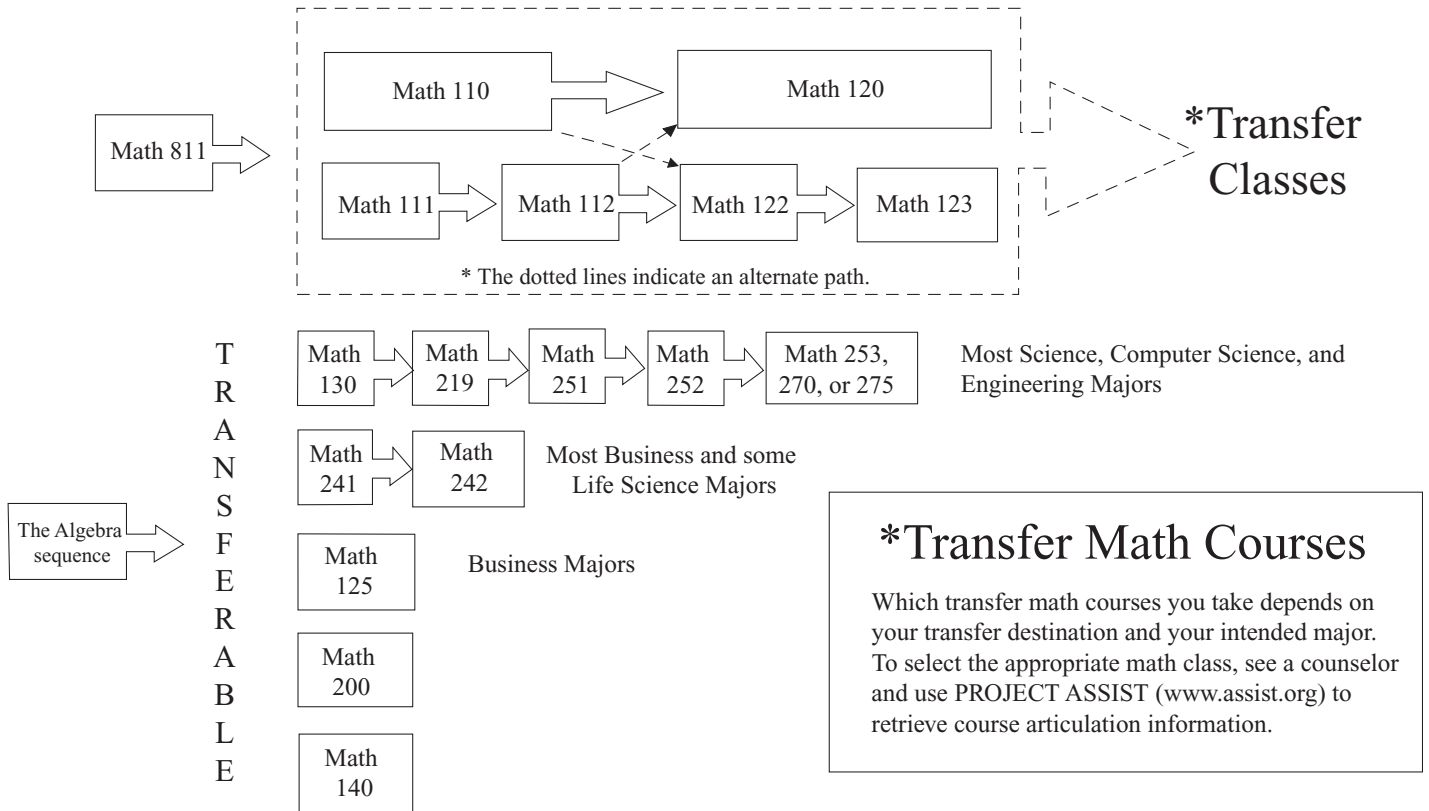 Math 110
Math 120
Math 811
*Transfer
Classes
Math 111
Math 112
Math 122
Math 123
* The dotted lines indicate an alternate path.
TRANSFERABLE
Math
130
Math
219
Math
251
Math
252
Math 253,
270, or 275
Most Science, Computer Science, and
Engineering Majors
Math
241
Math
242
Most Business and some
Life Science Majors
The Algebra
sequence
Math
125
Business Majors
Math
200
Math
140
*Transfer Math Courses
Which transfer math courses you take depends on
your transfer destination and your intended major.
To select the appropriate math class, see a counselor
and use PROJECT ASSIST (www.assist.org) to
retrieve course articulation information.